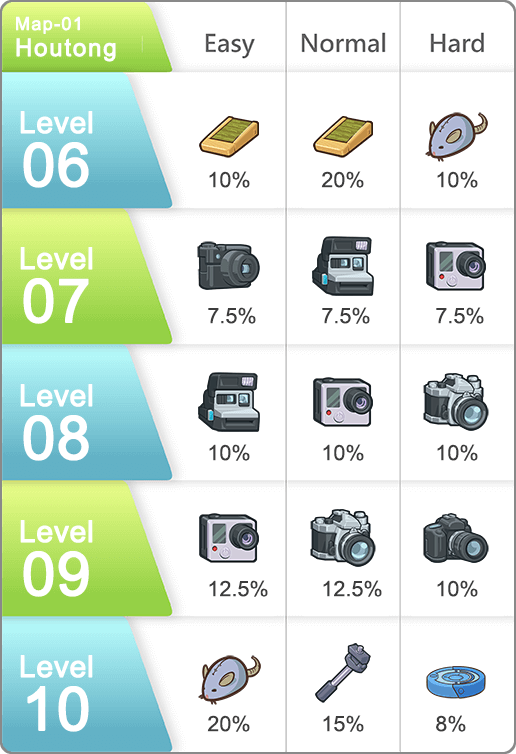 Map-01
Houtong
Easy Normal Hard
Level
06
10% 20% 10%
Level
07
7.5% 7.5% 7.5%
Level
08
10% 10% 10%
Level
09
12.5% 12.5% 10%
Level
10
20% 15% 8%